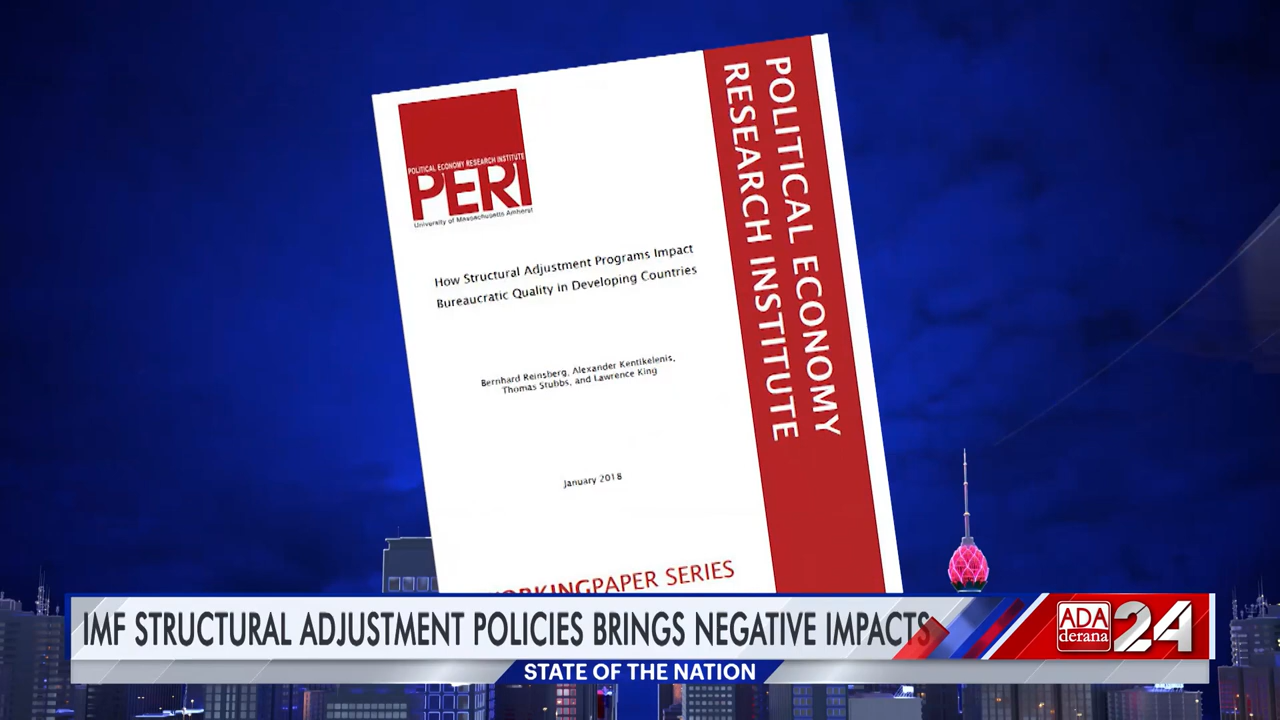 POLITICAL ECONOMY RESEARCH INSTITUTE
PERI
University of Massachusetts Amherst
POLITICAL ECONOMY
RESEARCH INSTITUTE
How Structural Adjustment Programs Impact
Bureaucratic Quality in Developing Countries
Bernhard Reinsberg, Alexander Kentikelenis,
Thomas Stubbs, and Lawrence King
January 2018
PAPER SERIES
IMF STRUCTURAL ADJUSTMENT POLICIES BRINGS NEGATIVE IMPACTS
ADA
derana
24
STATE OF THE NATION